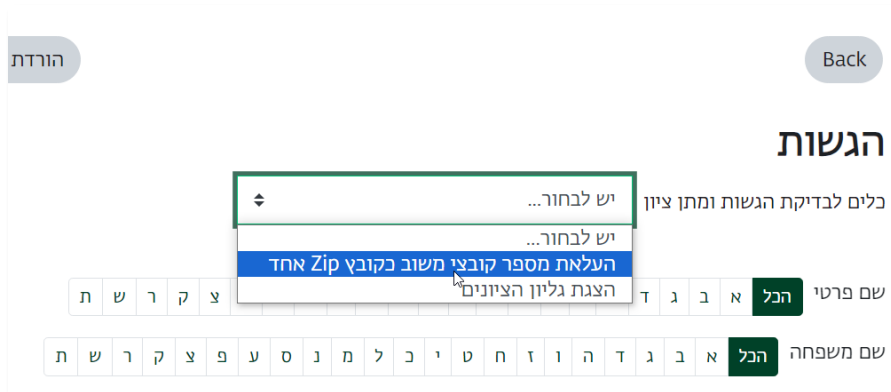 Back הורדת
הגשות
כלים לבדיקת הגשות ומתן ציון יש לבחור...
יש לבחור...
העלאת מספר קובצי משוב כקובץ Zip אחד
הצגת גליון הציונים
שם פרטי הכל א ב ג ד צ ק ר ש ת
שם משפחה הכל א ב ג ד ה ו ז ח ט י כ ל מ נ ס ע פ צ ק ר ש ת